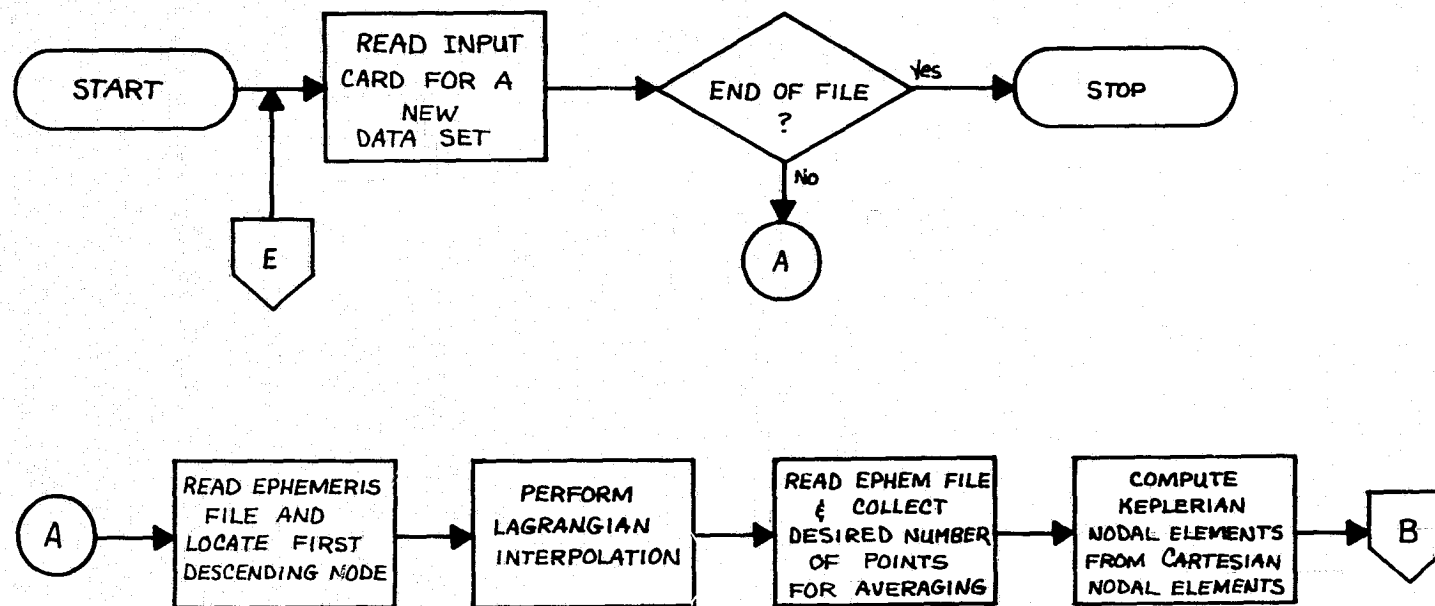 START
READ INPUT
CARD FOR A
NEW
DATA SET
END OF FILE
?
Yes
STOP
No
E
A
A
READ EPHEMERIS
FILE AND
LOCATE FIRST
DESCENDING NODE
PERFORM
LAGRANGIAN
INTERPOLATION
READ EPHEM FILE
& COLLECT
DESIRED NUMBER
OF POINTS
FOR AVERAGING
COMPUTE
KEPLERIAN
NODAL ELEMENTS
FROM CARTESIAN
NODAL ELEMENTS
B